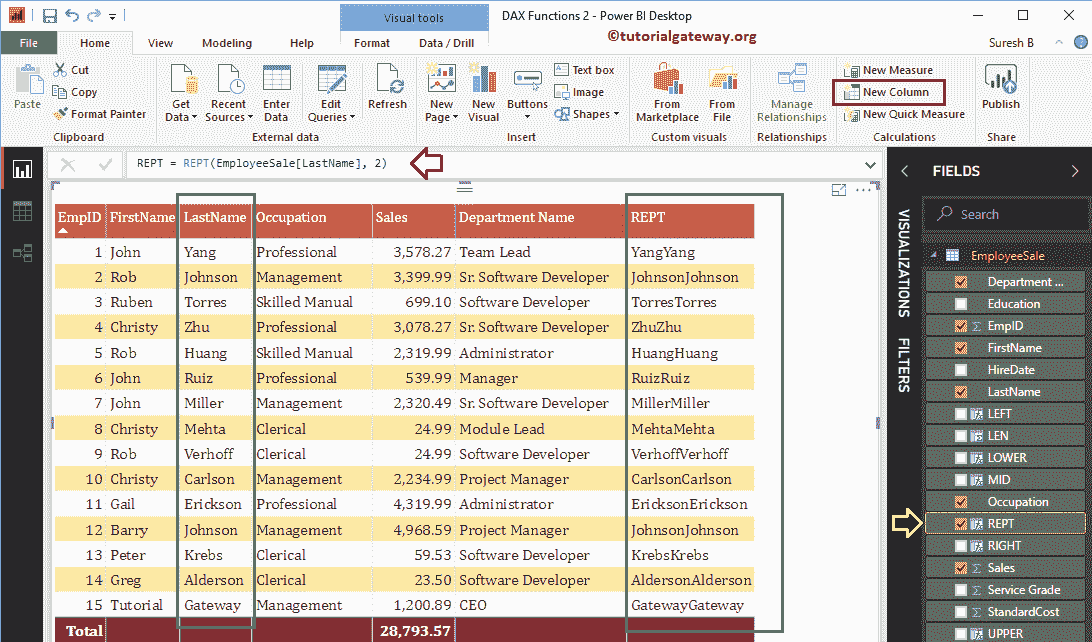 Visual tools
DAX Functions 2 - Power BI Desktop
©tutorialgateway.org
File Home View Modeling Help Format Data / Drill Suresh B
Paste
Cut
Copy
Format Painter
Clipboard
Get Data
Recent Sources
Enter Data
Edit Queries
External data
Refresh
New Page
New Visual
Buttons
Text box
Image
Shapes
Insert
From Marketplace
From File
Custom visuals
Manage Relationships
Relationships
New Measure
New Column
New Quick Measure
Calculations
Publish
Share
REPT = REPT(EmployeeSale[LastName], 2)
EmpID FirstName LastName Occupation Sales Department Name REPT
1 John Yang Professional 3,578.27 Team Lead YangYang
2 Rob Johnson Management 3,399.99 Sr. Software Developer JohnsonJohnson
3 Ruben Torres Skilled Manual 699.10 Software Developer TorresTorres
4 Christy Zhu Professional 3,078.27 Sr. Software Developer ZhuZhu
5 Rob Huang Skilled Manual 2,319.99 Administrator HuangHuang
6 John Ruiz Professional 539.99 Manager RuizRuiz
7 John Miller Management 2,320.49 Sr. Software Developer MillerMiller
8 Christy Mehta Clerical 24.99 Module Lead MehtaMehta
9 Rob Verhoff Clerical 24.99 Software Developer VerhoffVerhoff
10 Christy Carlson Management 2,234.99 Project Manager CarlsonCarlson
11 Gail Erickson Professional 4,319.99 Administrator EricksonErickson
12 Barry Johnson Management 4,968.59 Project Manager JohnsonJohnson
13 Peter Krebs Clerical 59.53 Software Developer KrebsKrebs
14 Greg Alderson Clerical 23.50 Software Developer AldersonAlderson
15 Tutorial Gateway Management 1,200.89 CEO GatewayGateway
Total 28,793.57
VISUALIZATIONS
FILTERS
FIELDS
Search
EmployeeSale
Department ...
Education
Σ EmpID
FirstName
HireDate
LastName
LEFT
LEN
LOWER
MID
Occupation
REPT
RIGHT
Σ Sales
Σ Service Grade
Σ StandardCost
UPPER